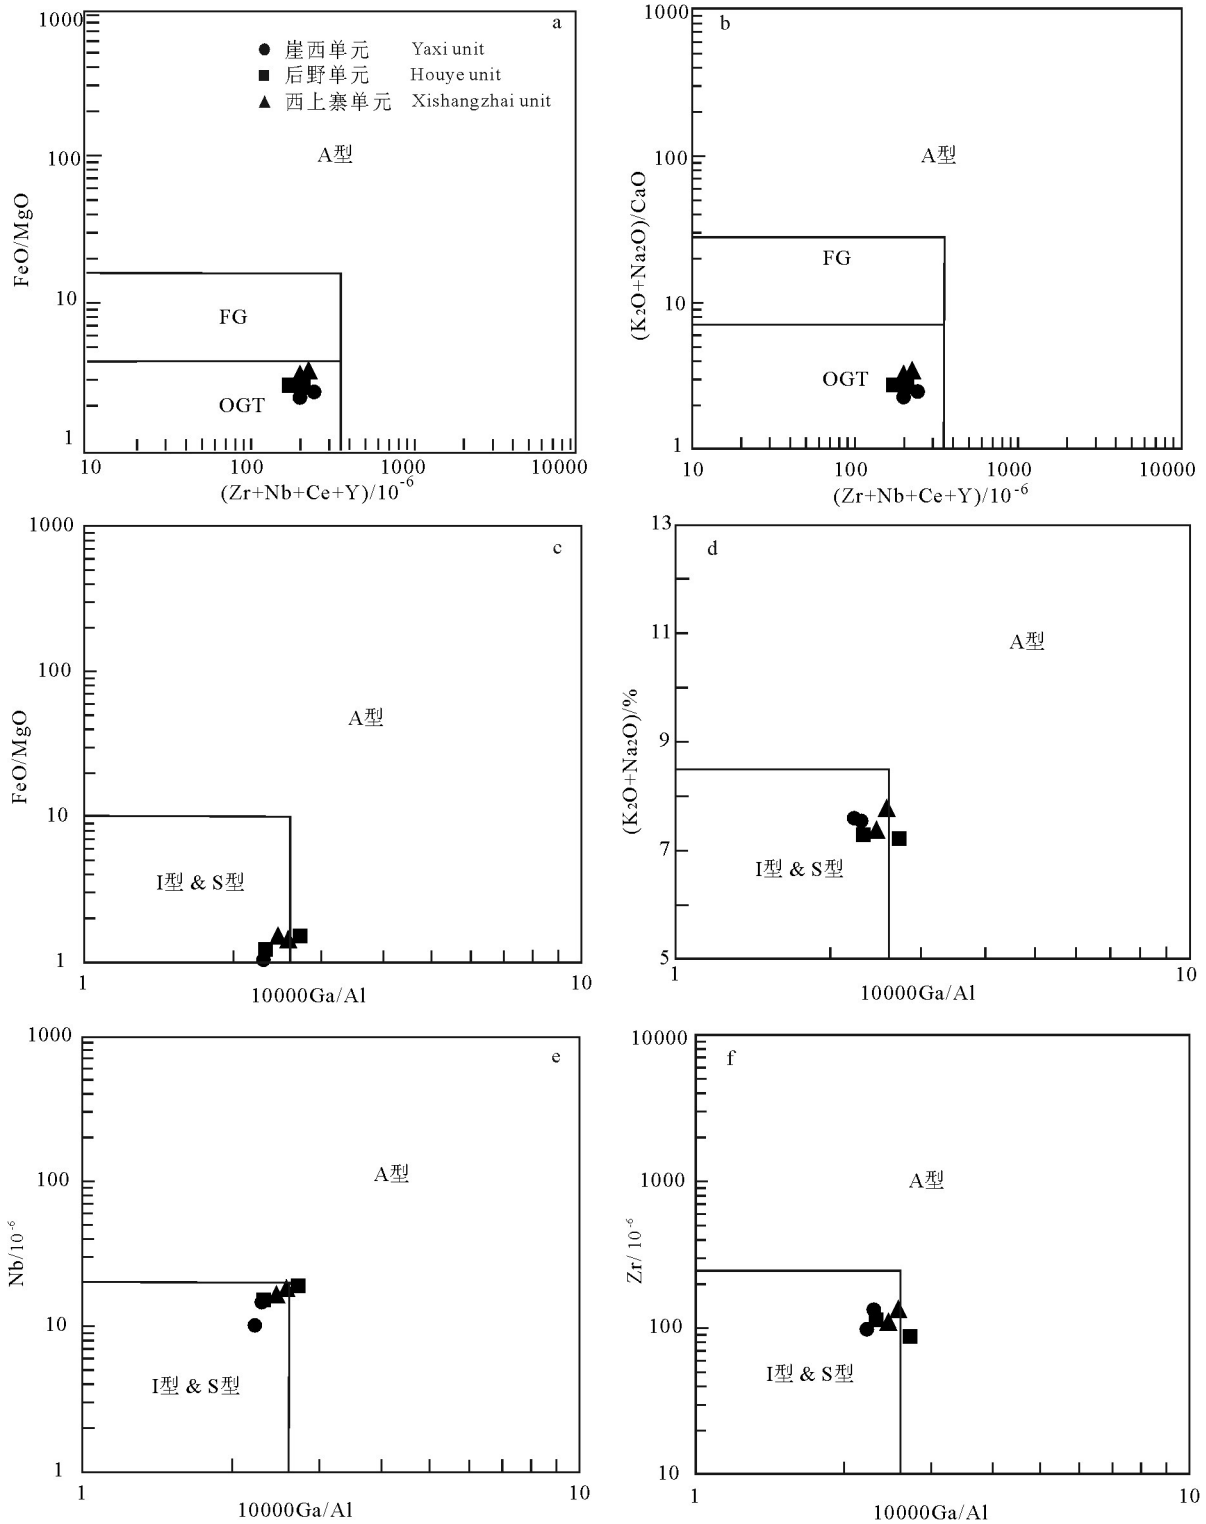 a
1000
100
10
1
● 崖西单元 Yaxi unit
■ 后野单元 Houye unit
▲ 西上寨单元 Xishangzhai unit
A型
FG
OGT
FeO/MgO
10 100 1000 10000
(Zr+Nb+Ce+Y)/10⁻⁶
b
1000
100
10
1
A型
FG
OGT
(K₂O+Na₂O)/CaO
10 100 1000 10000
(Zr+Nb+Ce+Y)/10⁻⁶
c
1000
100
10
1
A型
I型 & S型
FeO/MgO
1 10
10000Ga/Al
d
13
11
9
7
5
A型
I型 & S型
(K₂O+Na₂O)/%
1 10
10000Ga/Al
e
1000
100
10
1
A型
I型 & S型
Nb/10⁻⁶
1 10
10000Ga/Al
f
10000
1000
100
10
A型
I型 & S型
Zr/ 10⁻⁶
1 10
10000Ga/Al